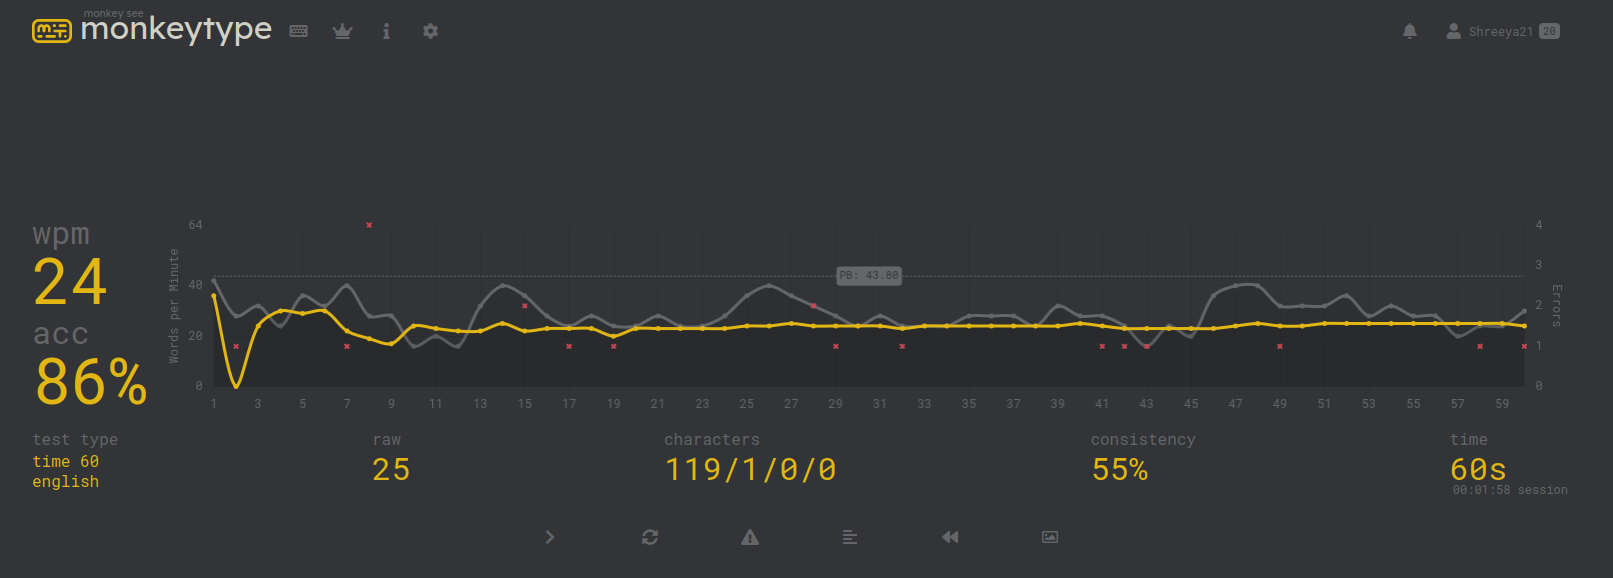 monkey see
monkeytype
Shreeya21 20
wpm
24
acc
86%
64
40
20
0
Words per Minute
PB: 43.80
4
3
2
1
0
Errors
1 3 5 7 9 11 13 15 17 19 21 23 25 27 29 31 33 35 37 39 41 43 45 47 49 51 53 55 57 59
test type
time 60
english
raw
25
characters
119/1/0/0
consistency
55%
time
60s
00:01:58 session